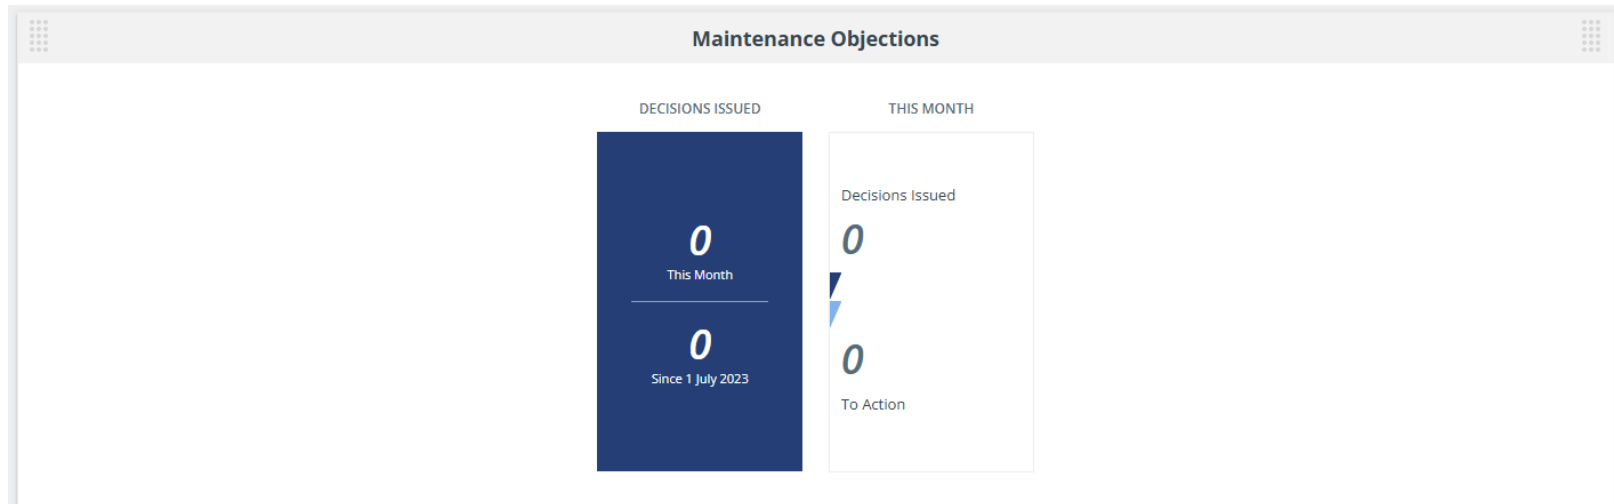 Maintenance Objections
DECISIONS ISSUED
0
This Month
0
Since 1 July 2023
THIS MONTH
Decisions Issued
0
0
To Action